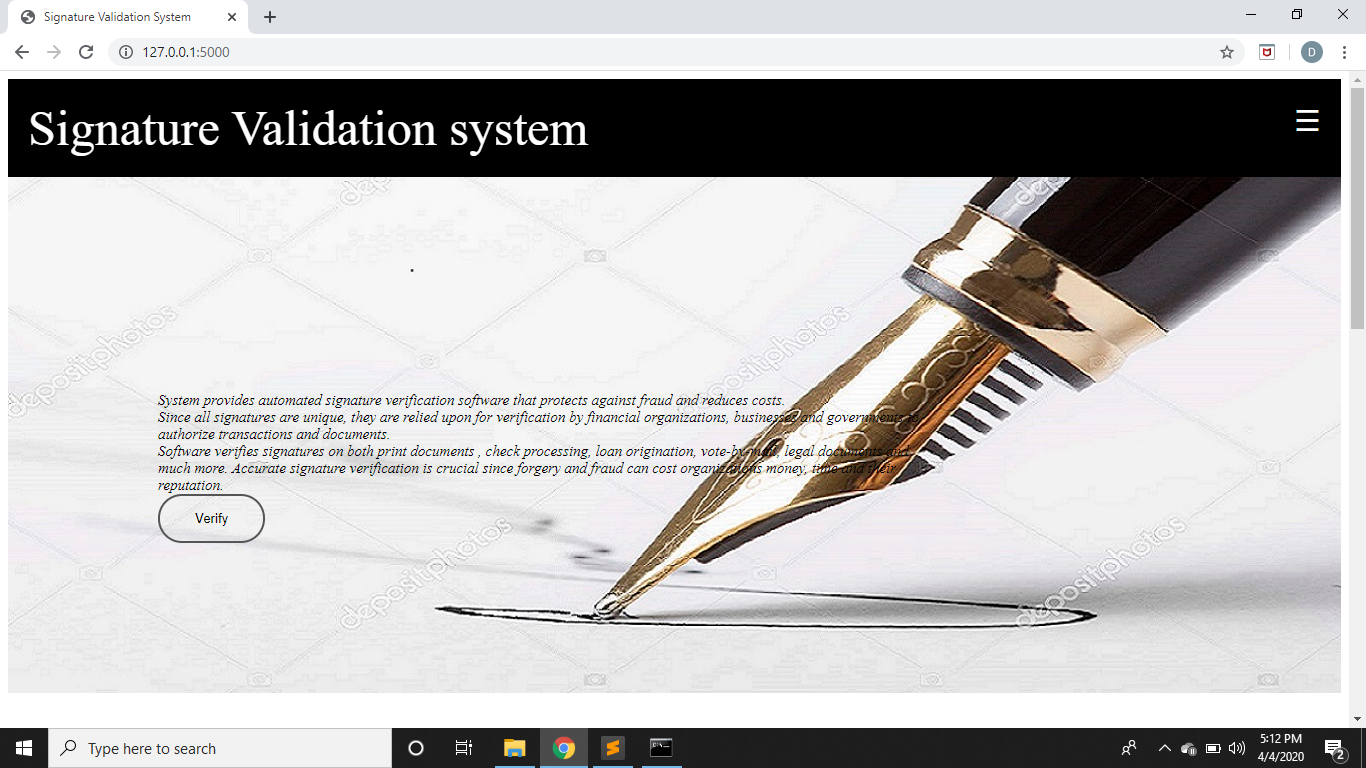 Signature Validation System
127.0.0.1:5000
D
Signature Validation system
☰
depositphotos
depositphotos
depositphotos
depositphotos
System provides automated signature verification software that protects against fraud and reduces costs.
Since all signatures are unique, they are relied upon for verification by financial organizations, businesses and governments to
authorize transactions and documents.
Software verifies signatures on both print documents , check processing, loan origination, vote-by-mail, legal documents and
much more. Accurate signature verification is crucial since forgery and fraud can cost organizations money, time and their
reputation.
Verify
depositphotos
depositphotos
Type here to search
5:12 PM
4/4/2020
2